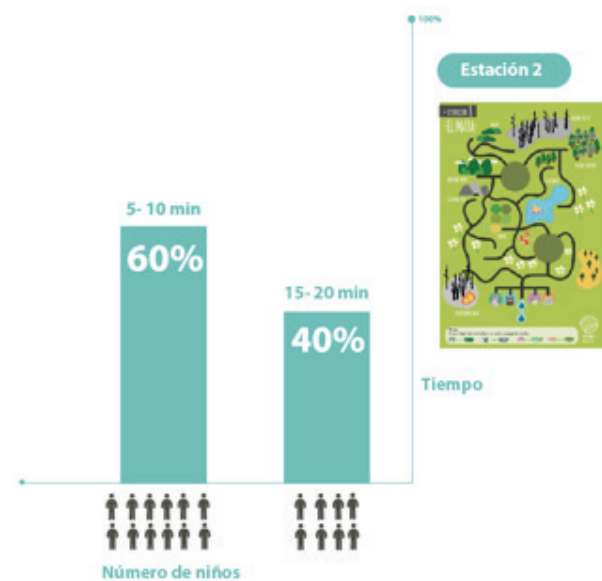 100%
Estación 2
5- 10 min
60%
15- 20 min
40%
Tiempo
Número de niños